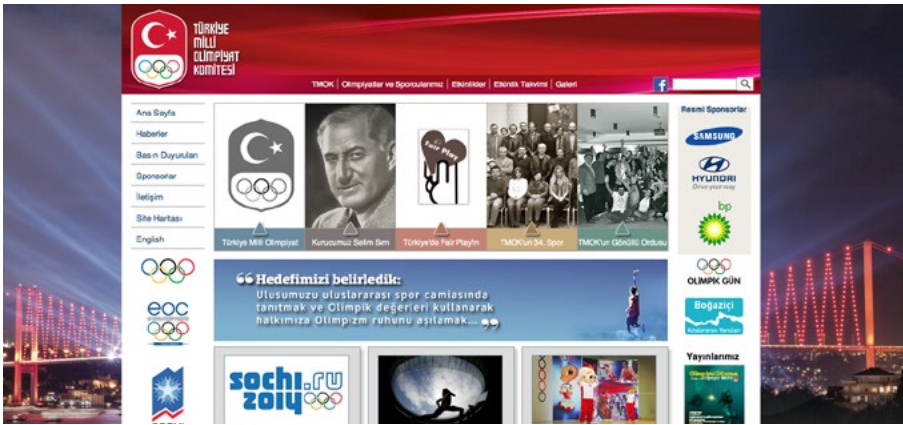 TÜRKİYE
MİLLİ
OLİMPİYAT
KOMİTESİ
TMOK | Olimpiyatlar ve Sporcularımız | Etkinlikler | Etkinlik Takvimi | Galeri
Ana Sayfa
Haberler
Basın Duyuruları
Sponsorlar
İletişim
Site Haritası
English
eoc
Fair Play
Türkiye Milli Olimpiyat
Kurucumuz Selim Sırrı
Türkiye'de Fair Play'in
TMOK'un 34. Spor
TMOK'un Gönüllü Ordusu
“Hedefimizi belirledik:
Ulusumuzu uluslararası spor camiasında
tanıtmak ve Olimpik değerleri kullanarak
halkımıza Olimpizm ruhunu aşılamak... ”
sochi.ru
2014
Resmi Sponsorlar
SAMSUNG
HYUNDAI
Drive your way
bp
OLİMPİK GÜN
Boğaziçi
Kıtalararası Yarışları
Yayınlarımız